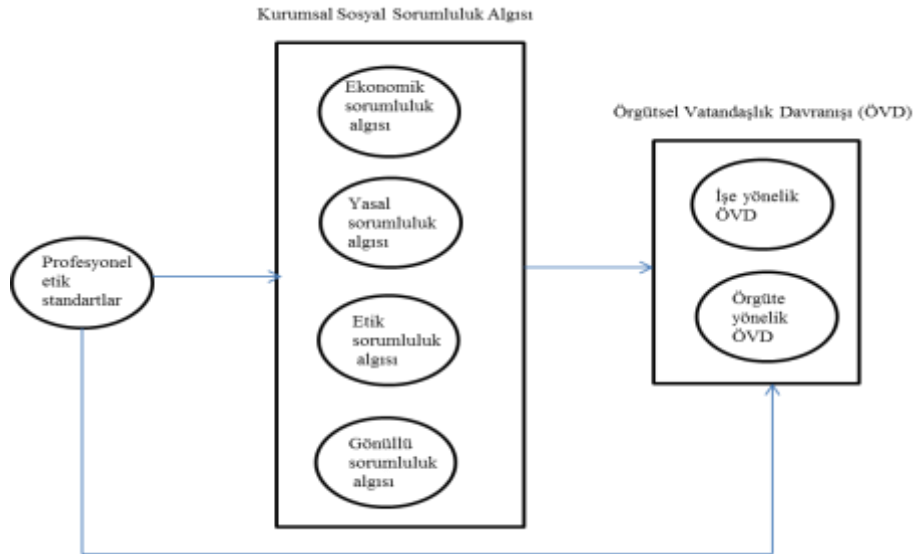 Kurumsal Sosyal Sorumluluk Algısı
Ekonomik
sorumluluk
algısı
Yasal
sorumluluk
algısı
Etik
sorumluluk
algısı
Gönüllü
sorumluluk
algısı
Profesyonel
etik
standartlar
Örgütsel Vatandaşlık Davranışı (ÖVD)
İşe yönelik
ÖVD
Örgüte
yönelik
ÖVD